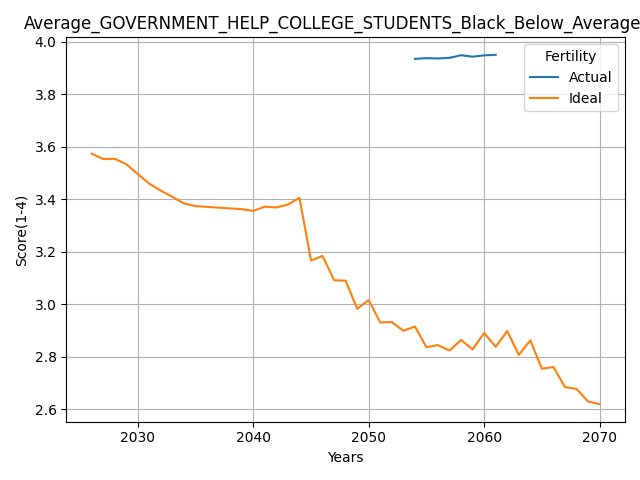 Average_GOVERNMENT_HELP_COLLEGE_STUDENTS_Black_Below_Average
Fertility
Actual
Ideal
Score(1-4)
4.0
3.8
3.6
3.4
3.2
3.0
2.8
2.6
2030 2040 2050 2060 2070
Years